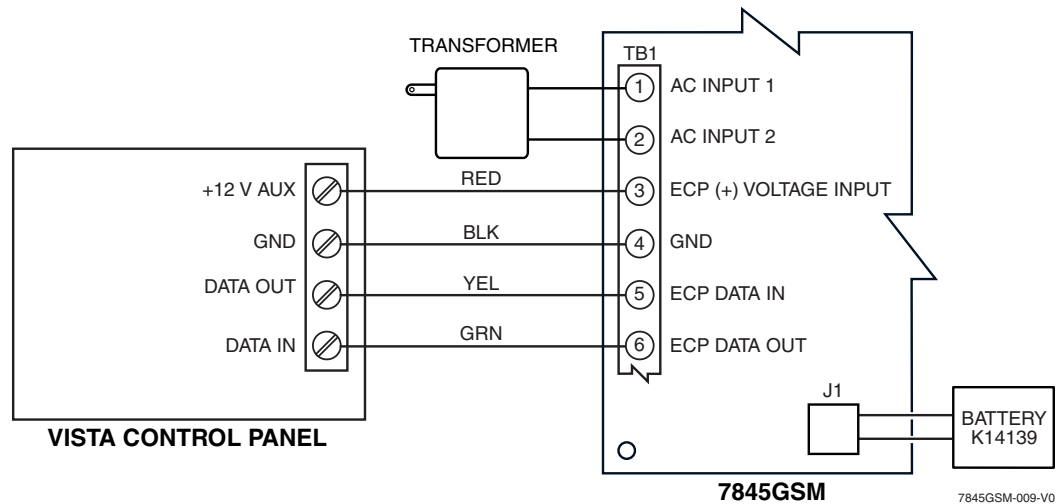 TRANSFORMER
TB1
1 AC INPUT 1
2 AC INPUT 2
+12 V AUX RED 3 ECP (+) VOLTAGE INPUT
GND BLK 4 GND
DATA OUT YEL 5 ECP DATA IN
DATA IN GRN 6 ECP DATA OUT
J1
BATTERY
K14139
VISTA CONTROL PANEL
7845GSM
7845GSM-009-V0